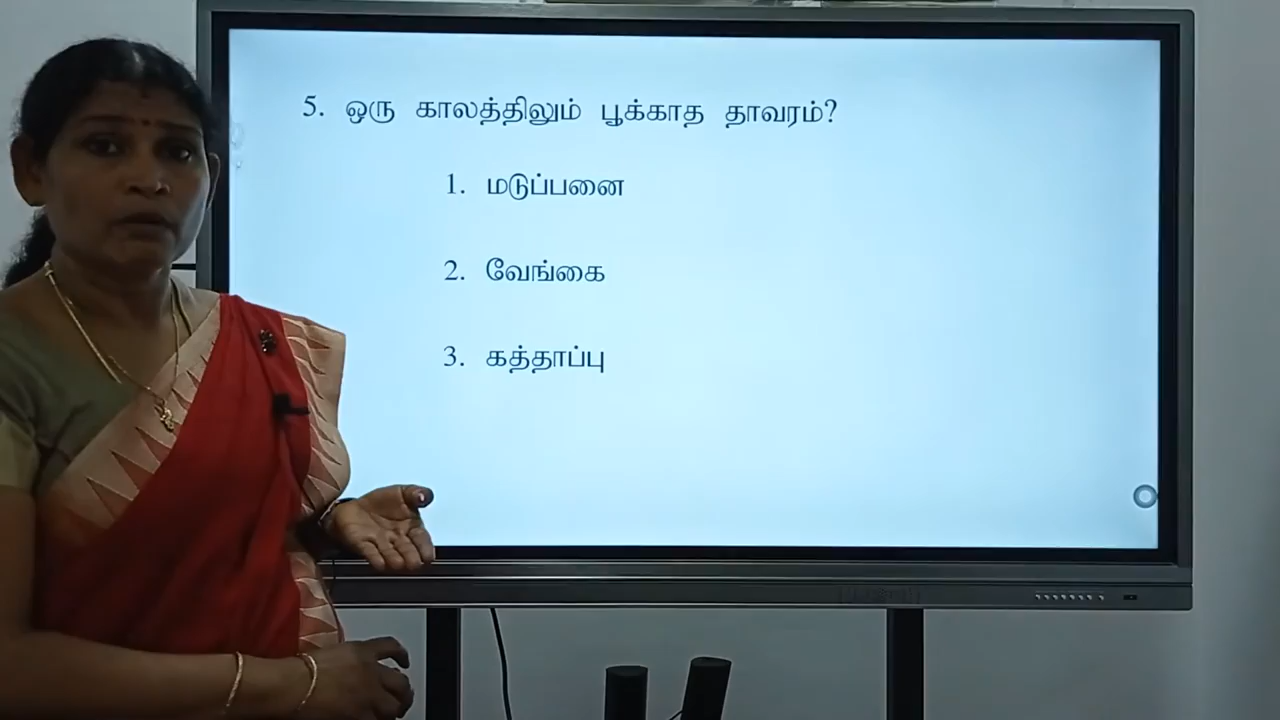 5. ஒரு காலத்திலும் பூக்காத தாவரம்?
1. மடுப்பனை
2. வேங்கை
3. கத்தாப்பு